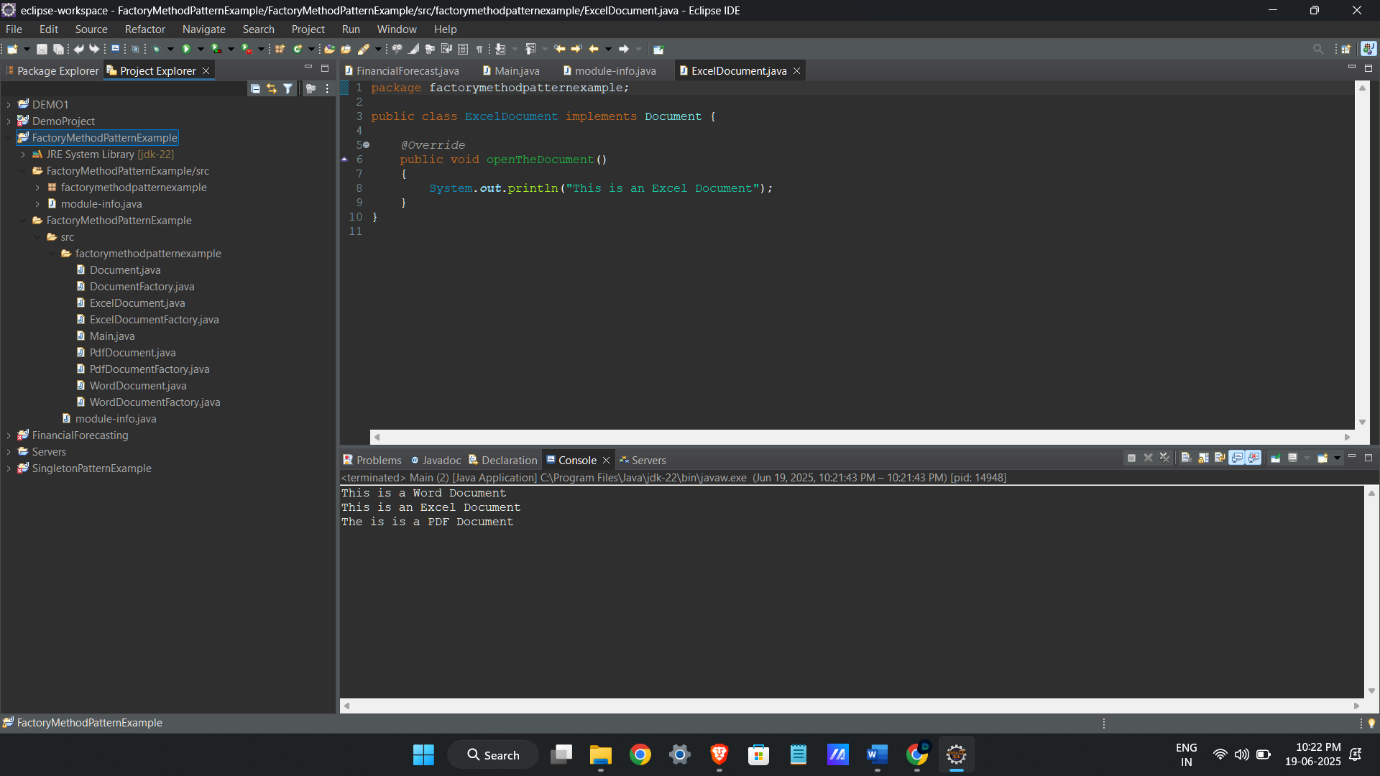 eclipse-workspace - FactoryMethodPatternExample/FactoryMethodPatternExample/src/factorymethodpatternexample/ExcelDocument.java - Eclipse IDE
File Edit Source Refactor Navigate Search Project Run Window Help
Package Explorer Project Explorer
DEMO1
DemoProject
FactoryMethodPatternExample
JRE System Library [jdk-22]
FactoryMethodPatternExample/src
factorymethodpatternexample
module-info.java
FactoryMethodPatternExample
src
factorymethodpatternexample
Document.java
DocumentFactory.java
ExcelDocument.java
ExcelDocumentFactory.java
Main.java
PdfDocument.java
PdfDocumentFactory.java
WordDocument.java
WordDocumentFactory.java
module-info.java
FinancialForecasting
Servers
SingletonPatternExample
FinancialForecast.java Main.java module-info.java ExcelDocument.java
1 package factorymethodpatternexample;
2
3 public class ExcelDocument implements Document {
4
5 @Override
6 public void openTheDocument()
7 {
8 System.out.println("This is an Excel Document");
9 }
10 }
11
Problems Javadoc Declaration Console Servers
<terminated> Main (2) [Java Application] C:\Program Files\Java\jdk-22\bin\javaw.exe (Jun 19, 2025, 10:21:43 PM – 10:21:43 PM) [pid: 14948]
This is a Word Document
This is an Excel Document
The is is a PDF Document
FactoryMethodPatternExample
Search
ENG
IN
10:22 PM
19-06-2025